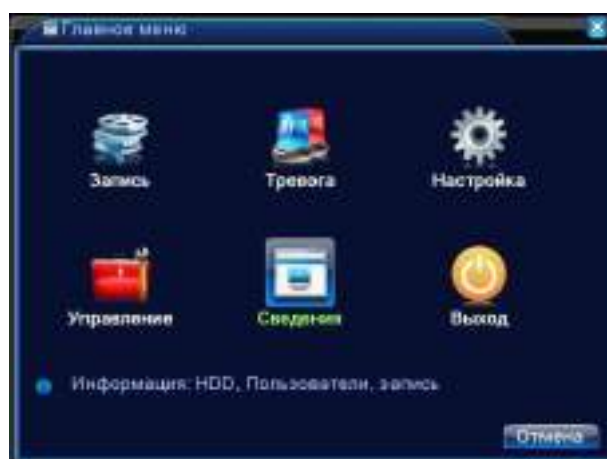 Главное меню
Запись Тревога Настройка
Управление Сведения Выход
Информация: HDD, Пользователи, запись
Отмена